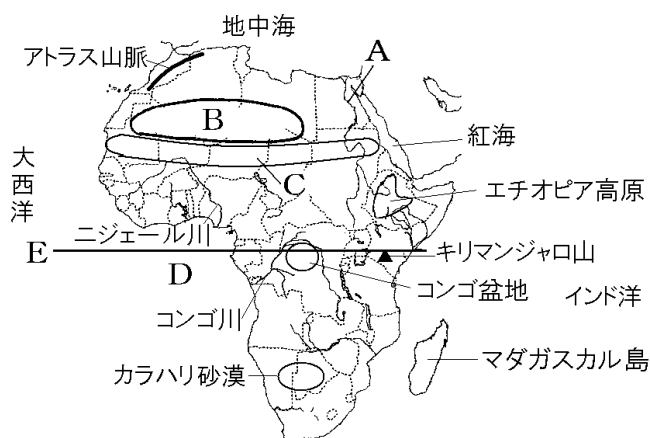 地中海
アトラス山脈
A
B
紅海
大西洋
C
エチオピア高原
ニジェール川
E
キリマンジャロ山
D
コンゴ盆地
インド洋
コンゴ川
マダガスカル島
カラハリ砂漠